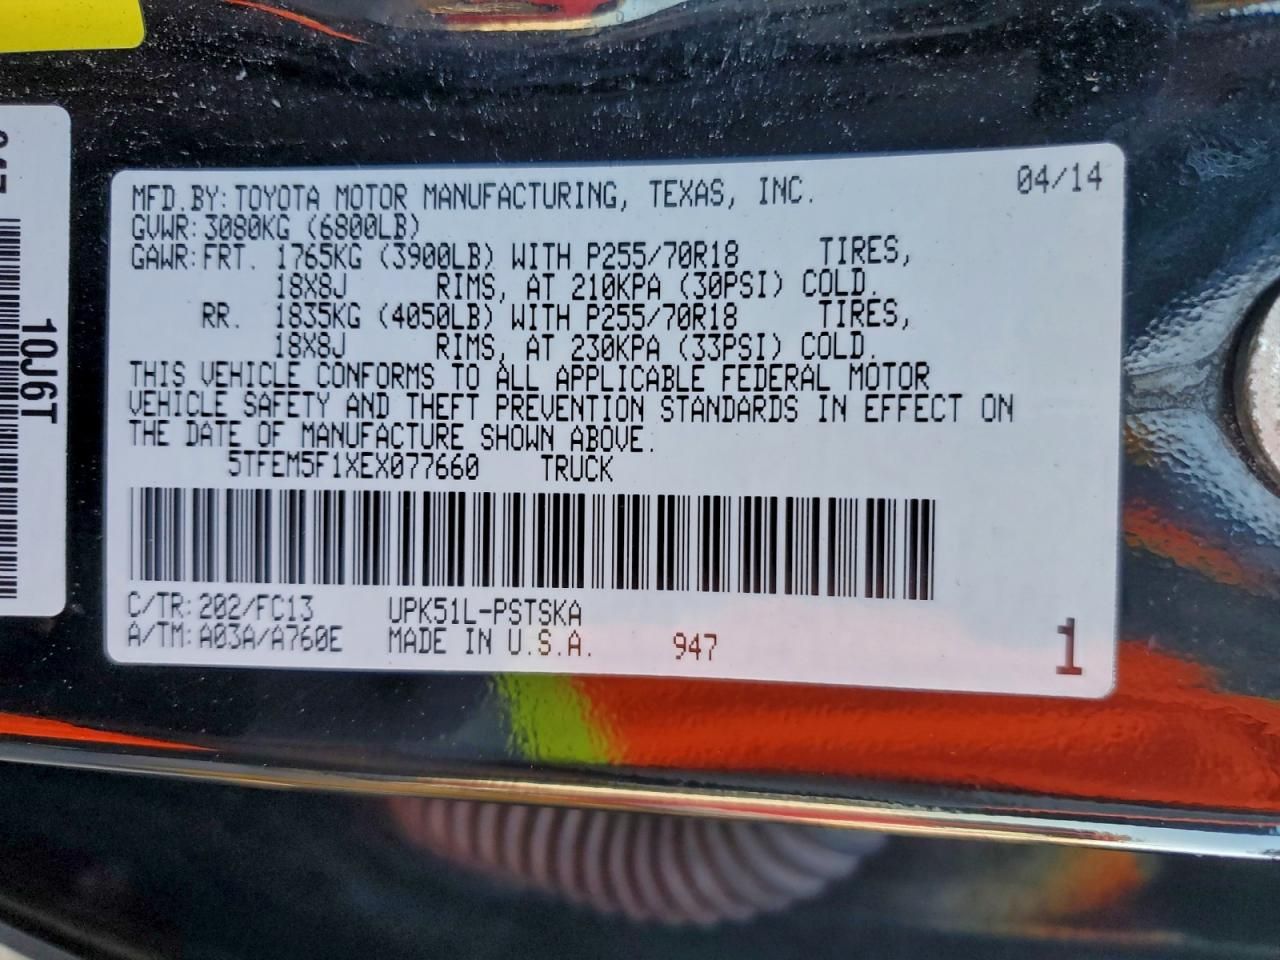 MFD.BY: TOYOTA MOTOR MANUFACTURING, TEXAS, INC. 04/14
GVWR: 3080KG (6800LB)
GAWR: FRT. 1765KG (3900LB) WITH P255/70R18 TIRES,
18X8J RIMS, AT 210KPA (30PSI) COLD.
RR. 1835KG (4050LB) WITH P255/70R18 TIRES,
18X8J RIMS, AT 230KPA (33PSI) COLD.
THIS VEHICLE CONFORMS TO ALL APPLICABLE FEDERAL MOTOR
VEHICLE SAFETY AND THEFT PREVENTION STANDARDS IN EFFECT ON
THE DATE OF MANUFACTURE SHOWN ABOVE.
5TFEM5F1XEX077660 TRUCK
C/TR: 202/FC13 UPK51L-PSTSKA
A/TM: A03A/A760E MADE IN U.S.A. 947
1
10J6T